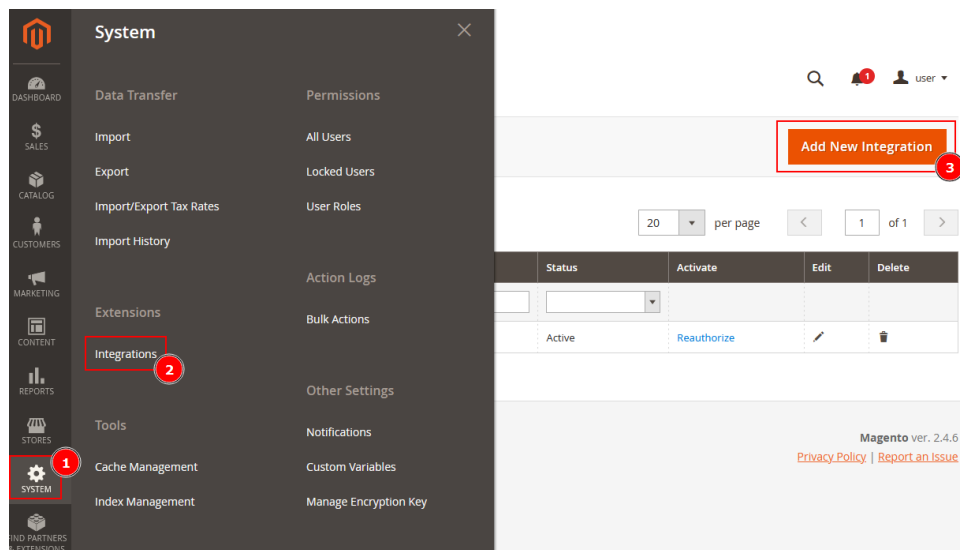 DASHBOARD
SALES
CATALOG
CUSTOMERS
MARKETING
CONTENT
REPORTS
STORES
1
SYSTEM
FIND PARTNERS
& EXTENSIONS
System
Data Transfer
Import
Export
Import/Export Tax Rates
Import History
Extensions
Integrations
2
Tools
Cache Management
Index Management
Permissions
All Users
Locked Users
User Roles
Action Logs
Bulk Actions
Other Settings
Notifications
Custom Variables
Manage Encryption Key
1 user
Add New Integration
3
20 per page 1 of 1
Status Activate Edit Delete
Active Reauthorize
Magento ver. 2.4.6
Privacy Policy | Report an Issue